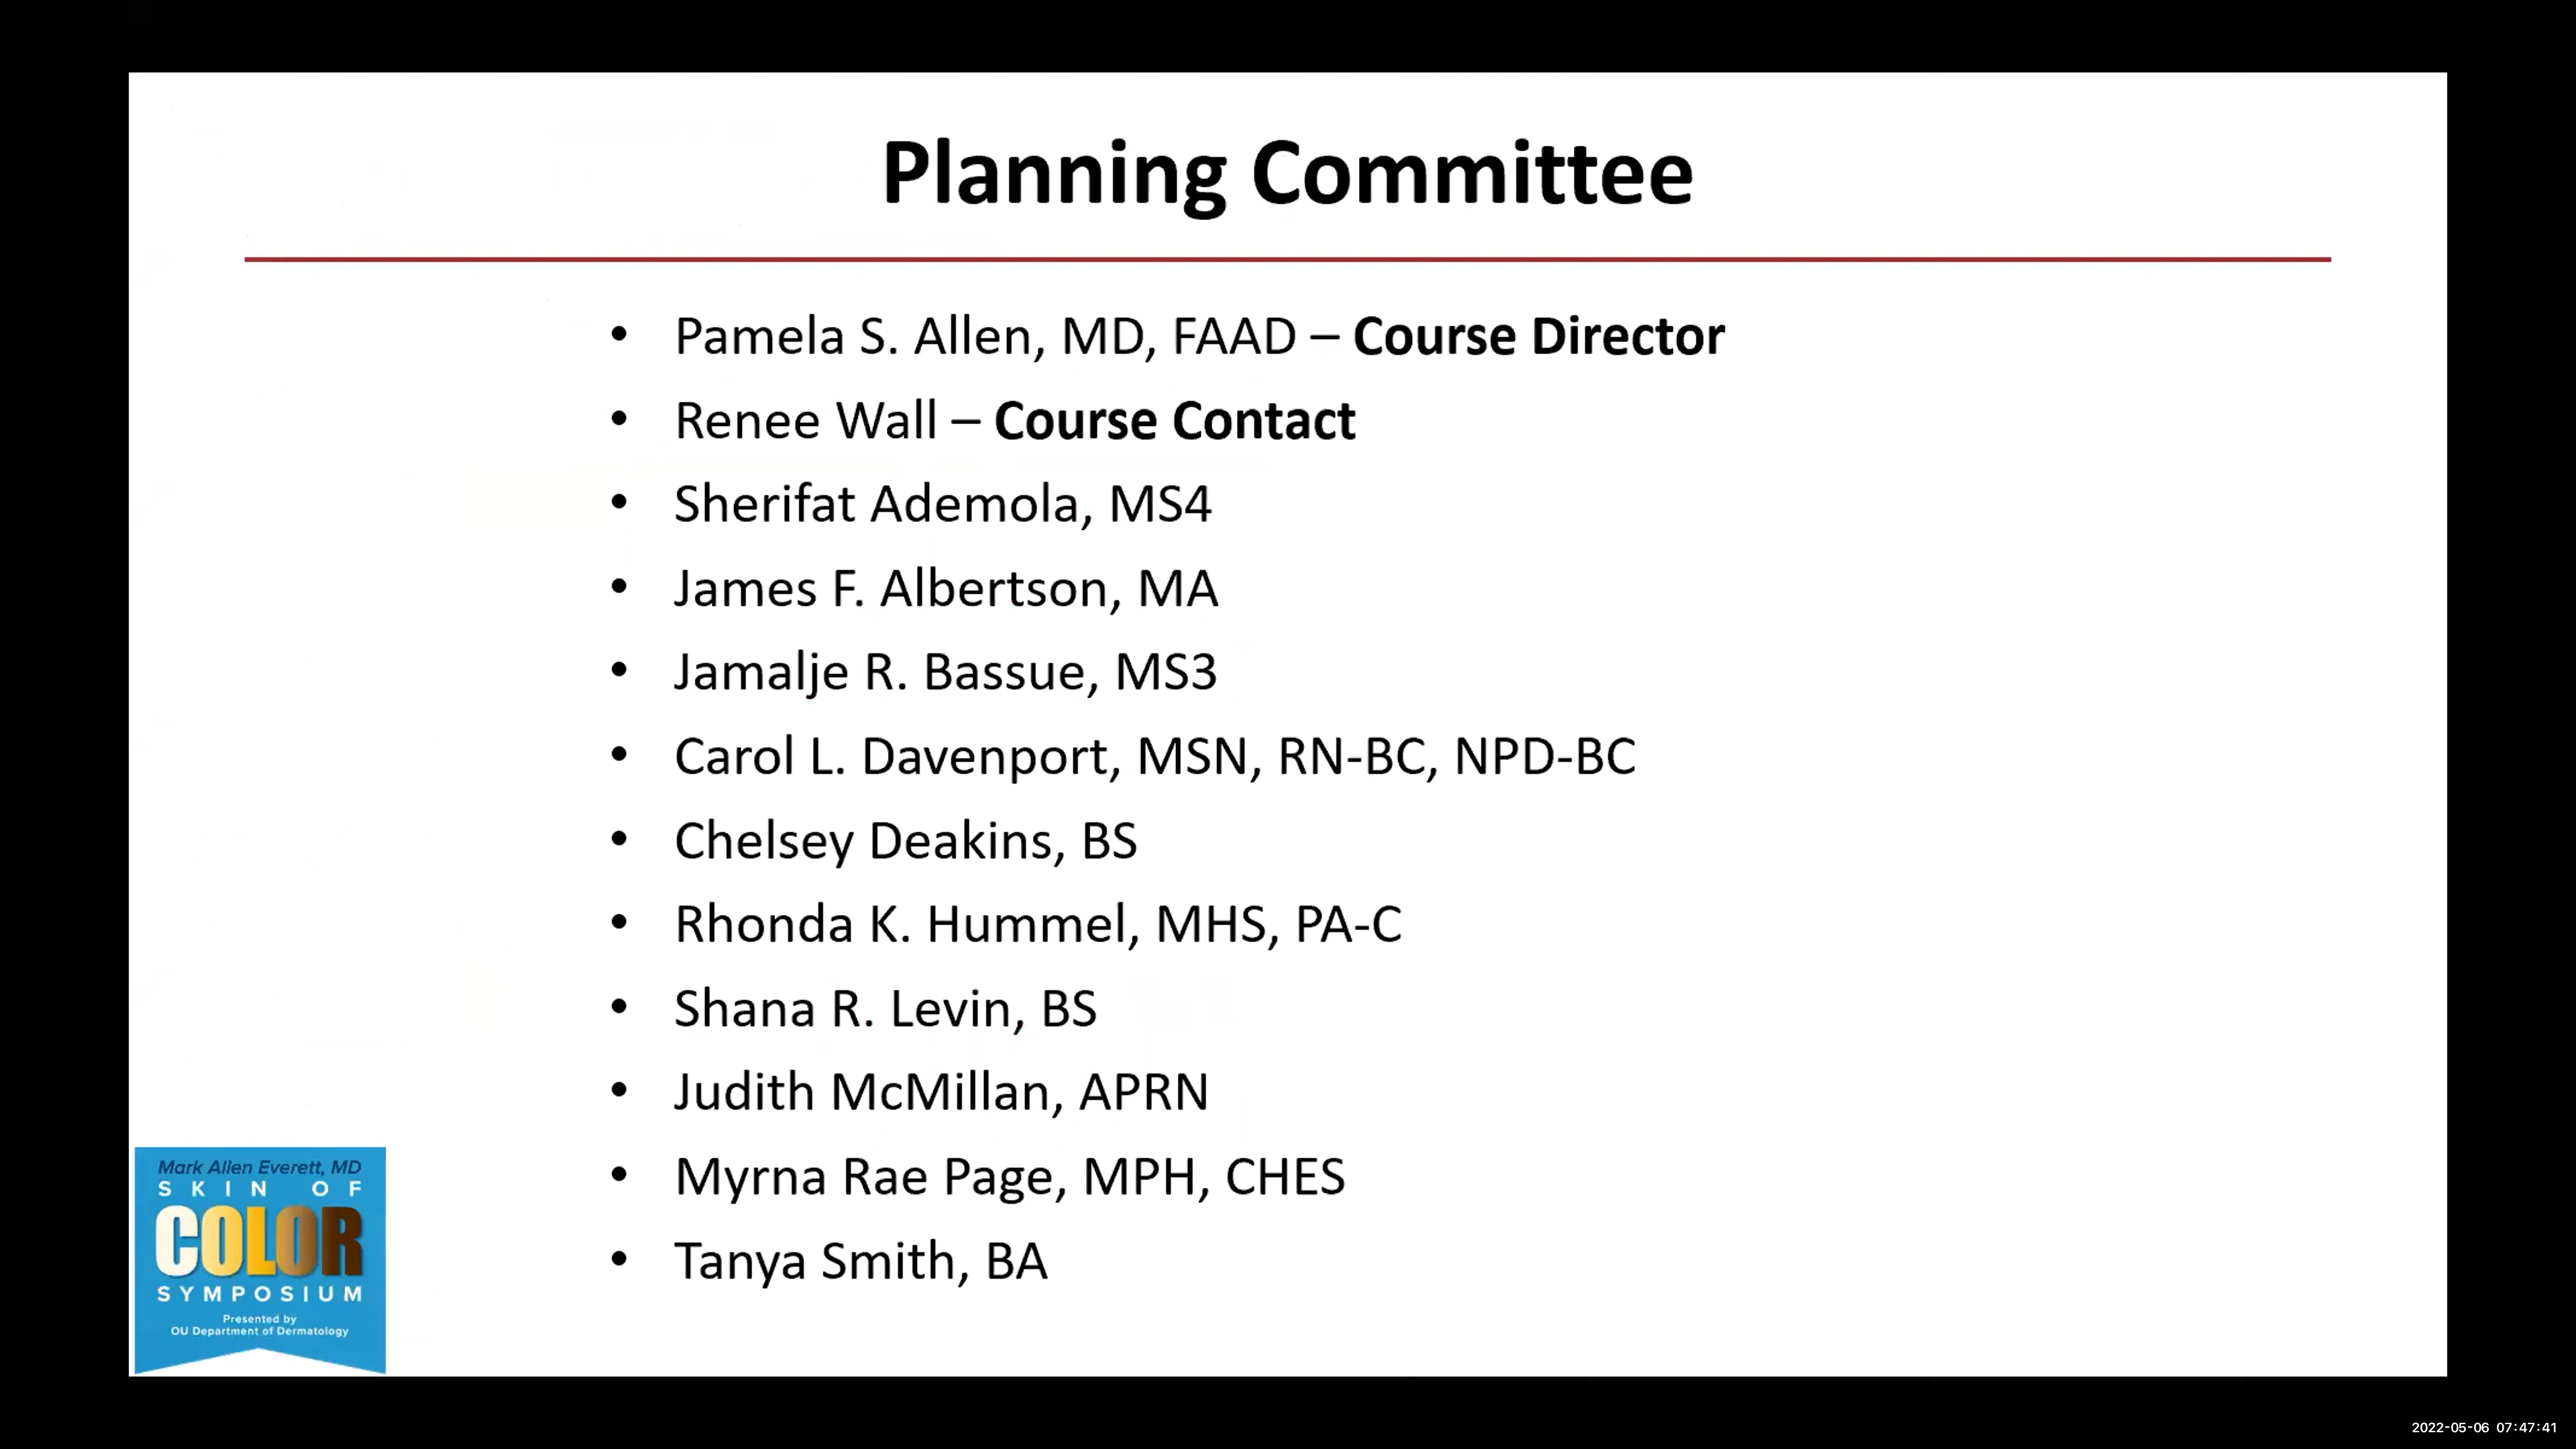 Planning Committee
• Pamela S. Allen, MD, FAAD – Course Director
• Renee Wall – Course Contact
• Sherifat Ademola, MS4
• James F. Albertson, MA
• Jamalje R. Bassue, MS3
• Carol L. Davenport, MSN, RN-BC, NPD-BC
• Chelsey Deakins, BS
• Rhonda K. Hummel, MHS, PA-C
• Shana R. Levin, BS
• Judith McMillan, APRN
• Myrna Rae Page, MPH, CHES
• Tanya Smith, BA
Mark Allen Everett, MD
SKIN OF
COLOR
SYMPOSIUM
Presented by
OU Department of Dermatology
2022-05-06 07:47:41